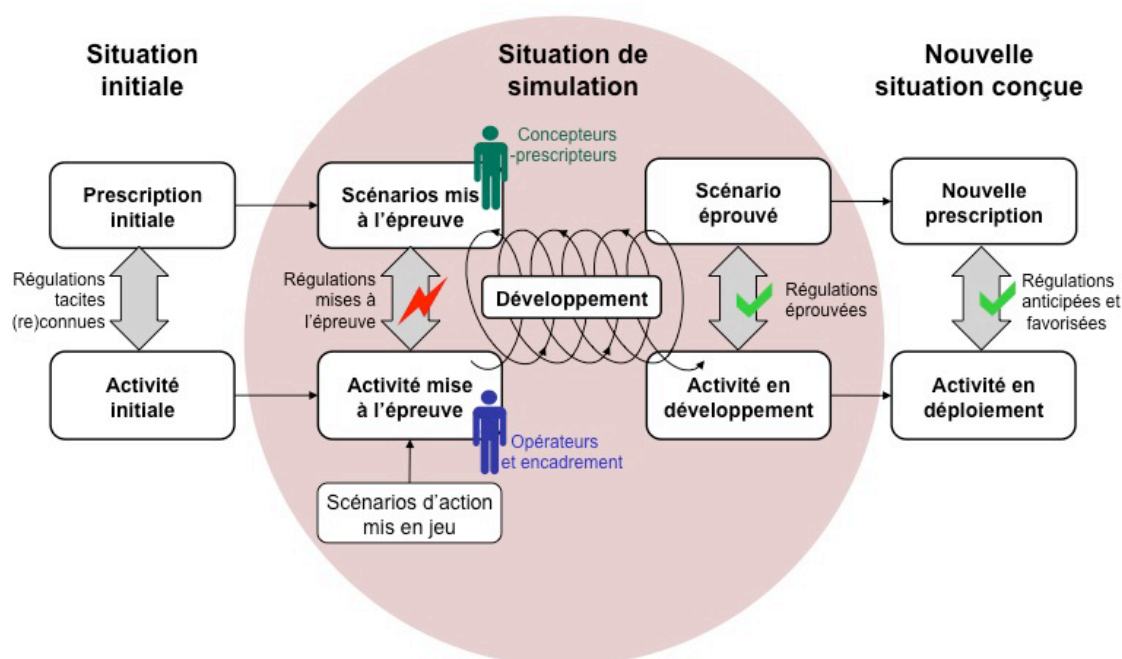 Situation
initiale
Situation de
simulation
Nouvelle
situation conçue
Concepteurs
-prescripteurs
Prescription
initiale
Scénarios mis
à l'épreuve
Scénario
éprouvé
Nouvelle
prescription
Régulations
tacites
(re)connues
Régulations
mises à
l'épreuve
Développement
Régulations
éprouvées
Régulations
anticipées et
favorisées
Activité
initiale
Activité mise
à l'épreuve
Activité en
développement
Activité en
déploiement
Opérateurs
et encadrement
Scénarios d'action
mis en jeu